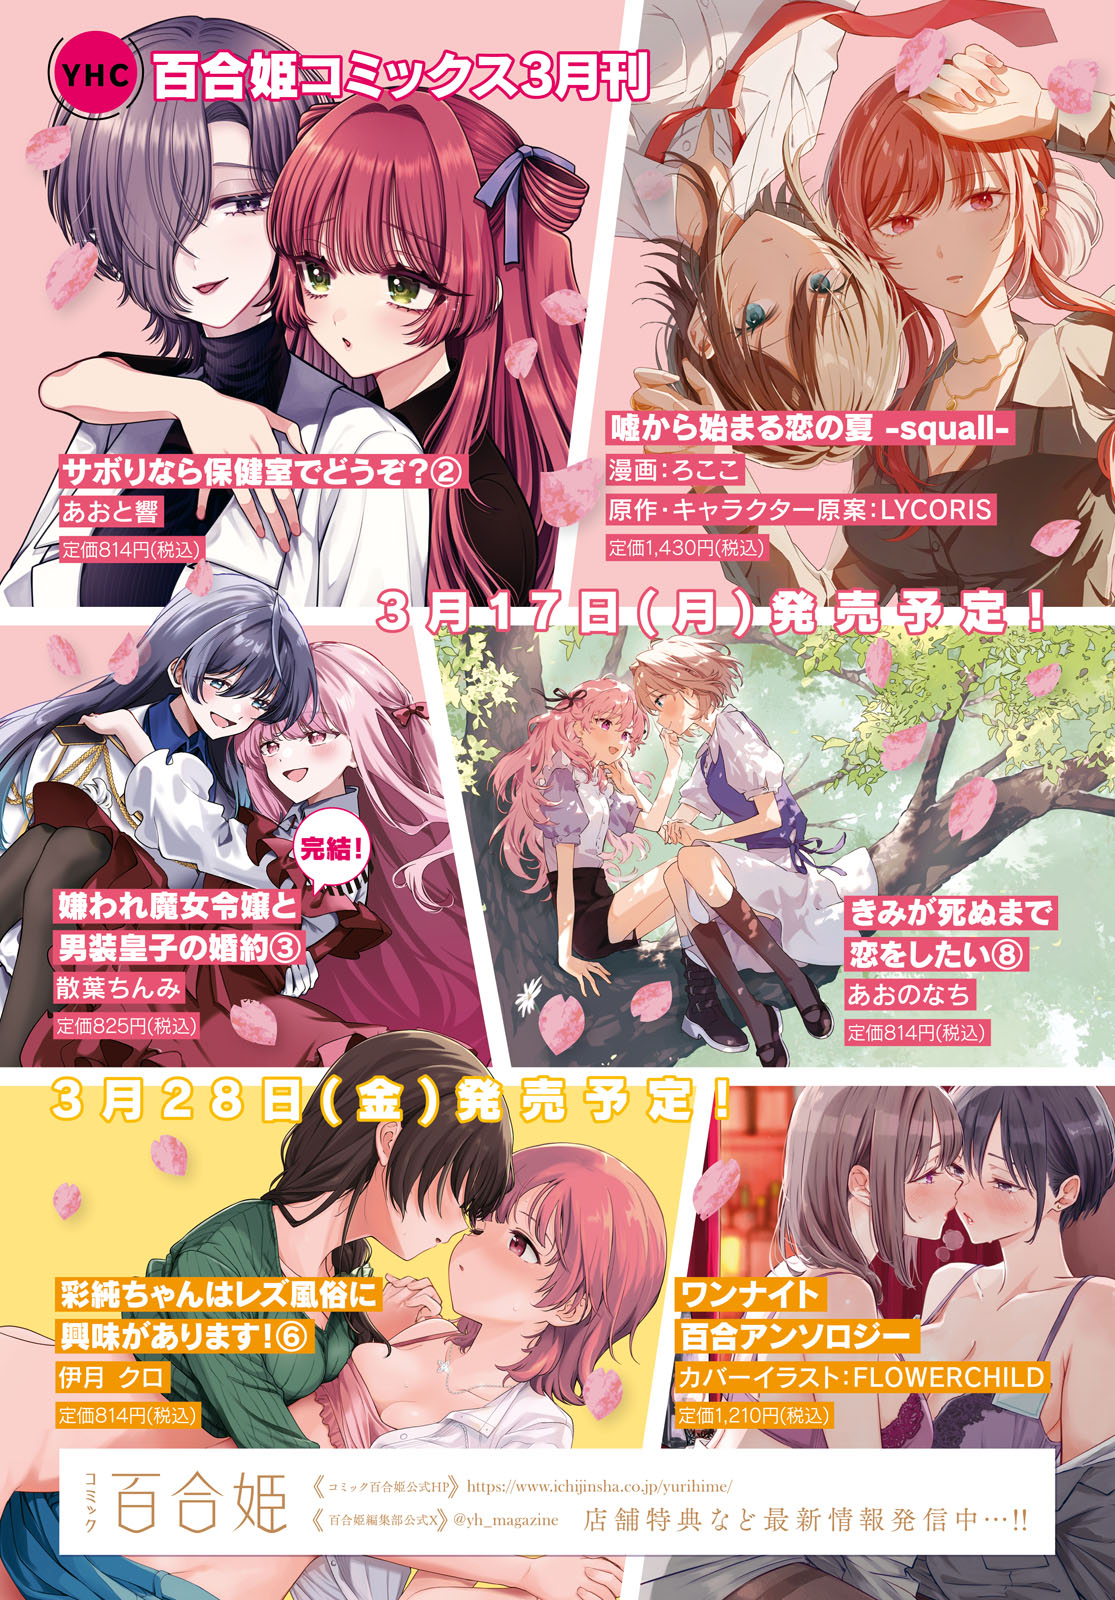 YHC 百合姫コミックス3月刊
サボリなら保健室でどうぞ？②
あおと響
定価814円(税込)
嘘から始まる恋の夏 -squall-
漫画：ろここ
原作・キャラクター原案：LYCORIS
定価1,430円(税込)
3月17日(月)発売予定！
完結！
嫌われ魔女令嬢と
男装皇子の婚約③
散葉ちんみ
定価825円(税込)
きみが死ぬまで
恋をしたい⑧
あおのなち
定価814円(税込)
3月28日(金)発売予定！
彩純ちゃんはレズ風俗に
興味があります！⑥
伊月 クロ
定価814円(税込)
ワンナイト
百合アンソロジー
カバーイラスト：FLOWERCHILD
定価1,210円(税込)
コミック 百合姫
《コミック百合姫公式HP》https://www.ichijinsha.co.jp/yurihime/
《百合姫編集部公式X》@yh_magazine 店舗特典など最新情報発信中…!!